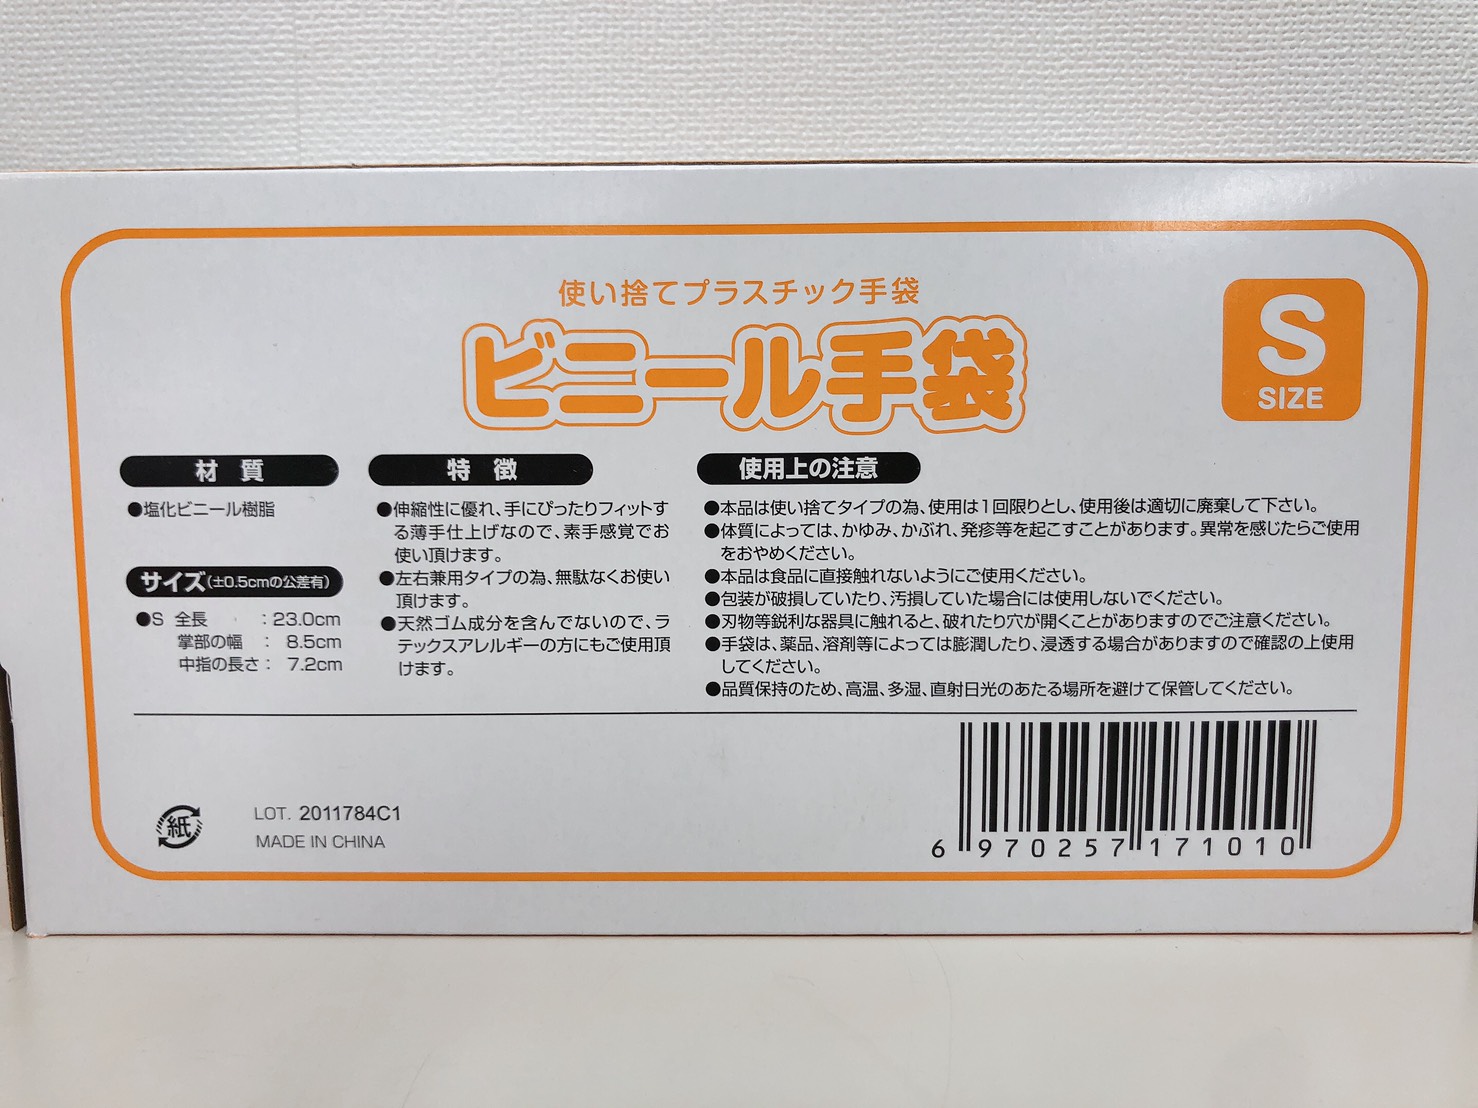 使い捨てプラスチック手袋
ビニール手袋
S
SIZE
材質
●塩化ビニール樹脂
サイズ(±0.5cmの公差有)
●S 全長 : 23.0cm
掌部の幅 : 8.5cm
中指の長さ : 7.2cm
特徴
●伸縮性に優れ、手にぴったりフィットす
る薄手仕上げなので、素手感覚でお
使い頂けます。
●左右兼用タイプの為、無駄なくお使い
頂けます。
●天然ゴム成分を含んでないので、ラ
テックスアレルギーの方にもご使用頂
けます。
使用上の注意
●本品は使い捨てタイプの為、使用は1回限りとし、使用後は適切に廃棄して下さい。
●体質によっては、かゆみ、かぶれ、発疹等を起こすことがあります。異常を感じたらご使用
をおやめください。
●本品は食品に直接触れないようにご使用ください。
●包装が破損していたり、汚損していた場合には使用しないでください。
●刃物等鋭利な器具に触れると、破れたり穴が開くことがありますのでご注意ください。
●手袋は、薬品、溶剤等によっては膨潤したり、浸透する場合がありますので確認の上使用
してください。
●品質保持のため、高温、多湿、直射日光のあたる場所を避けて保管してください。
紙
LOT. 2011784C1
MADE IN CHINA
6 970257 171010